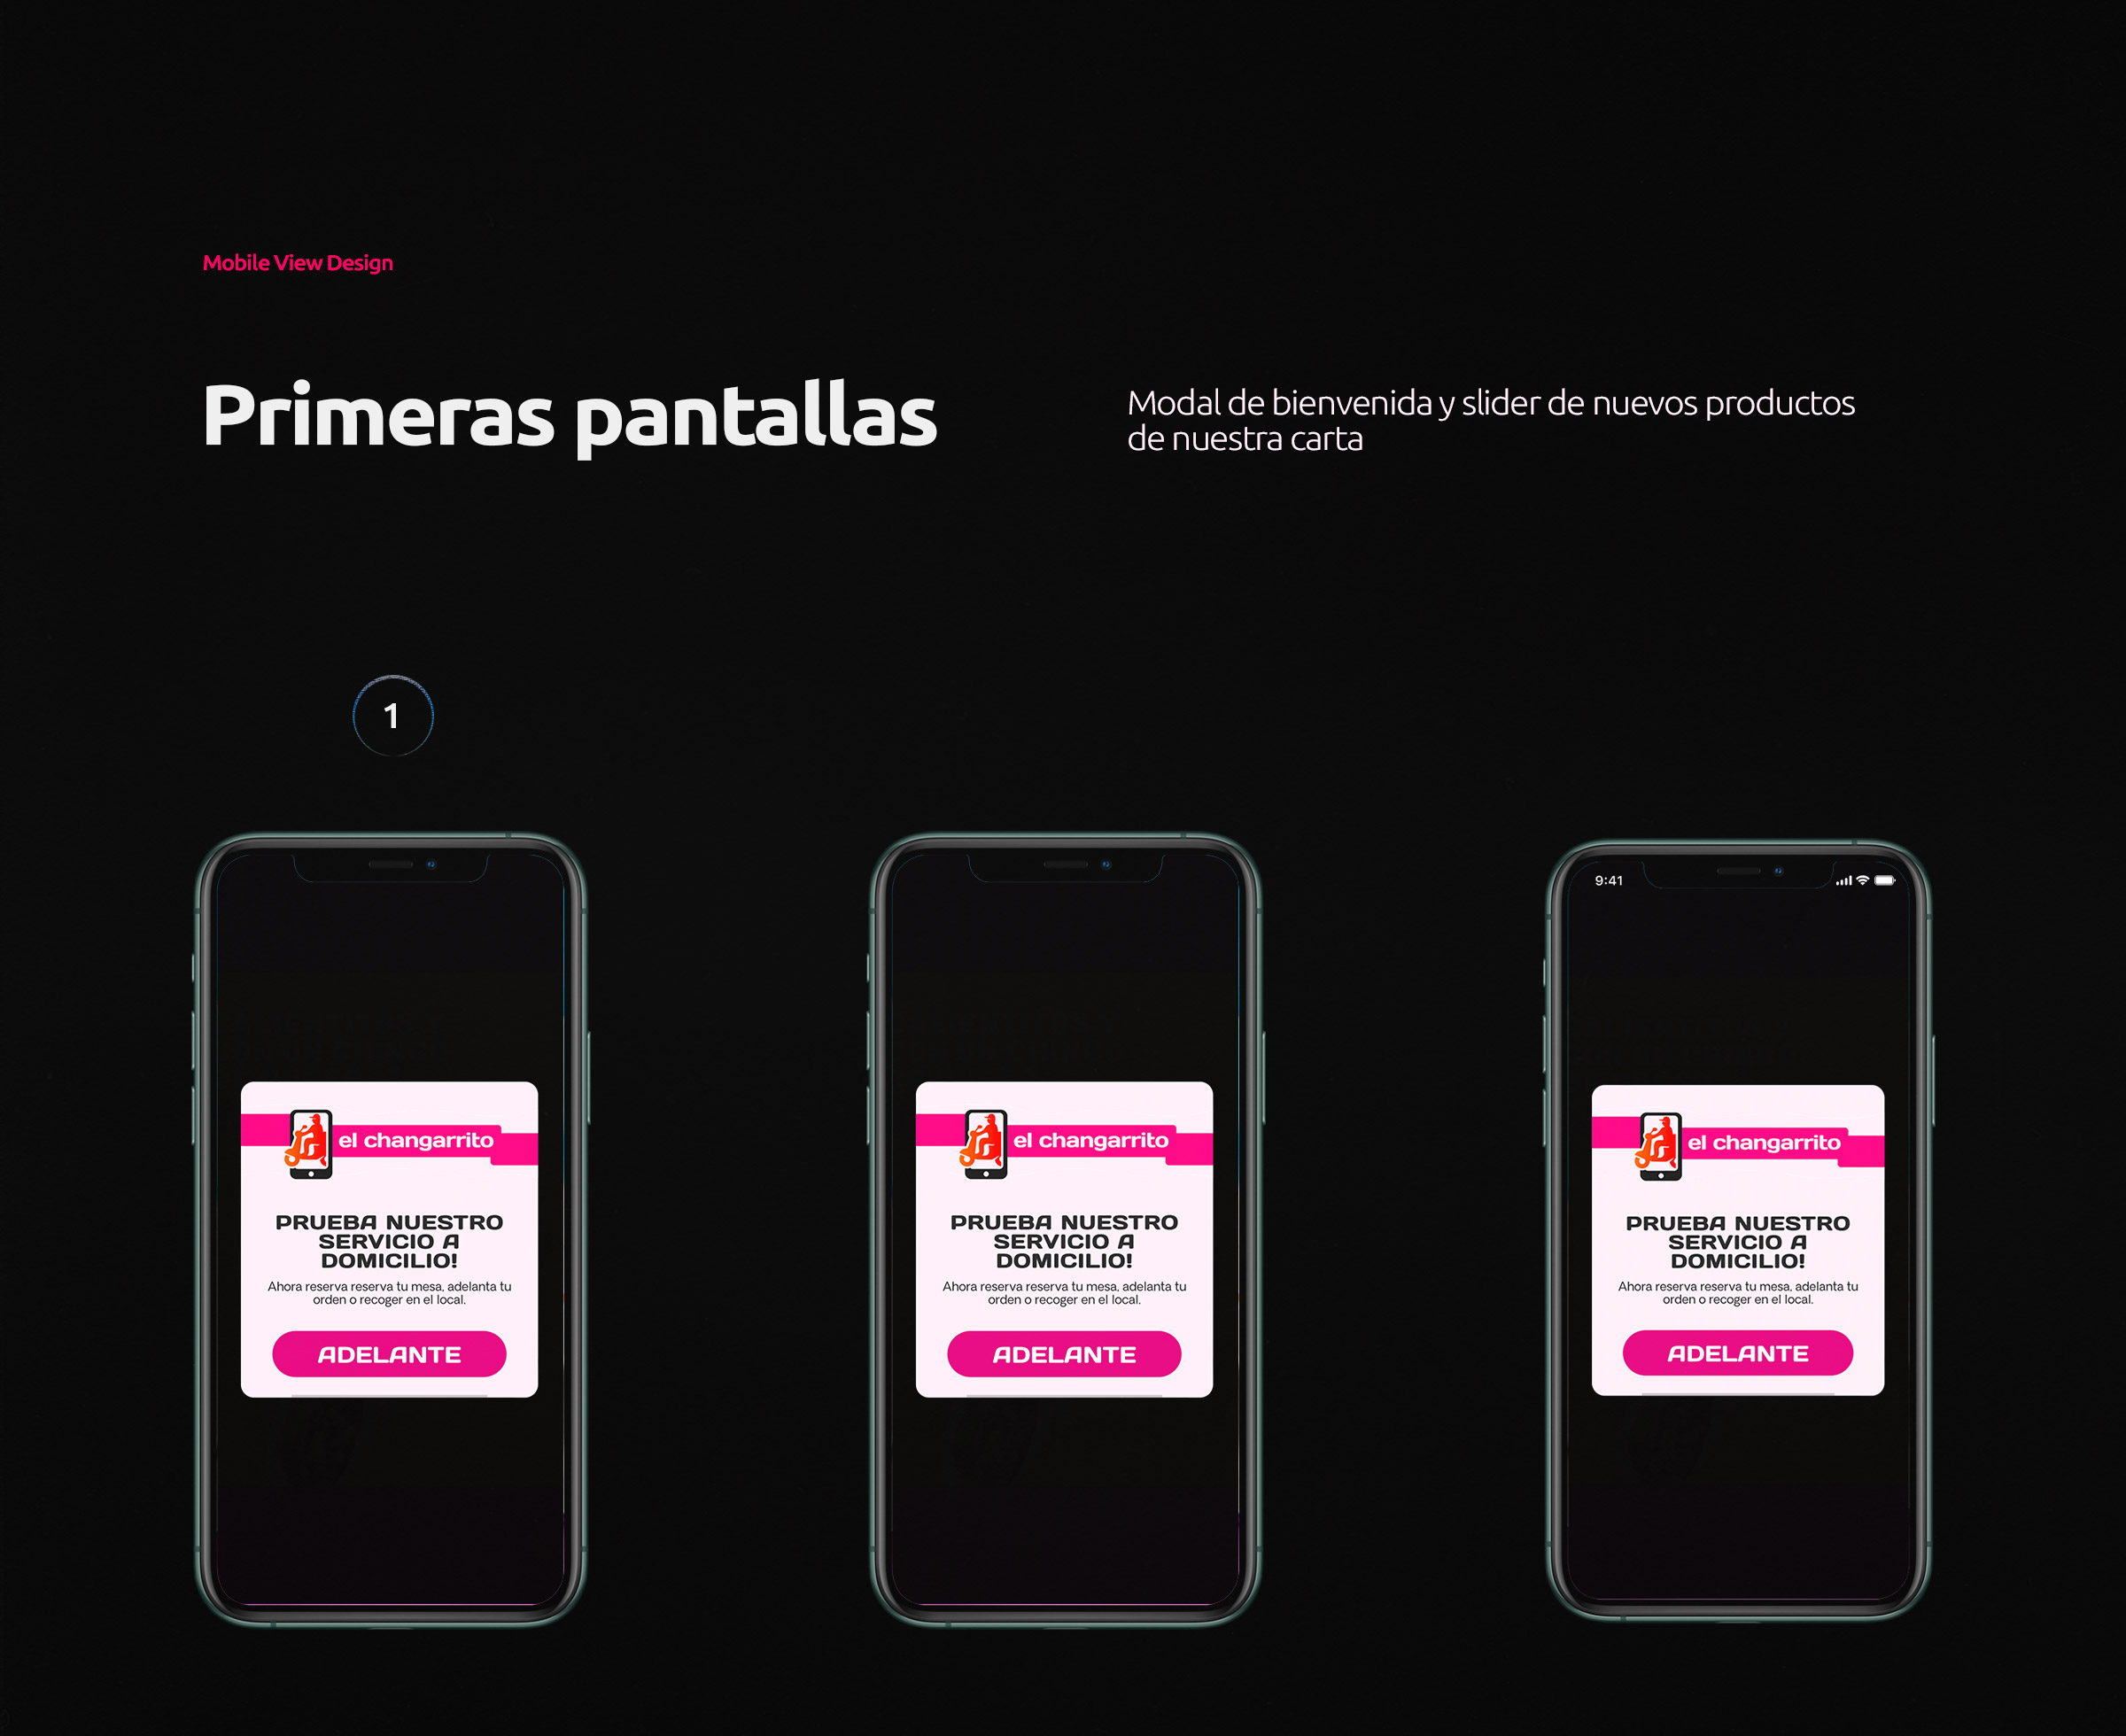 Mobile View Design
Primeras pantallas
Modal de bienvenida y slider de nuevos productos
de nuestra carta
1
el changarrito
PRUEBA NUESTRO
SERVICIO A
DOMICILIO!
Ahora reserva reserva tu mesa, adelanta tu
orden o recoger en el local.
ADELANTE
el changarrito
PRUEBA NUESTRO
SERVICIO A
DOMICILIO!
Ahora reserva reserva tu mesa, adelanta tu
orden o recoger en el local.
ADELANTE
9:41
el changarrito
PRUEBA NUESTRO
SERVICIO A
DOMICILIO!
Ahora reserva reserva tu mesa, adelanta tu
orden o recoger en el local.
ADELANTE